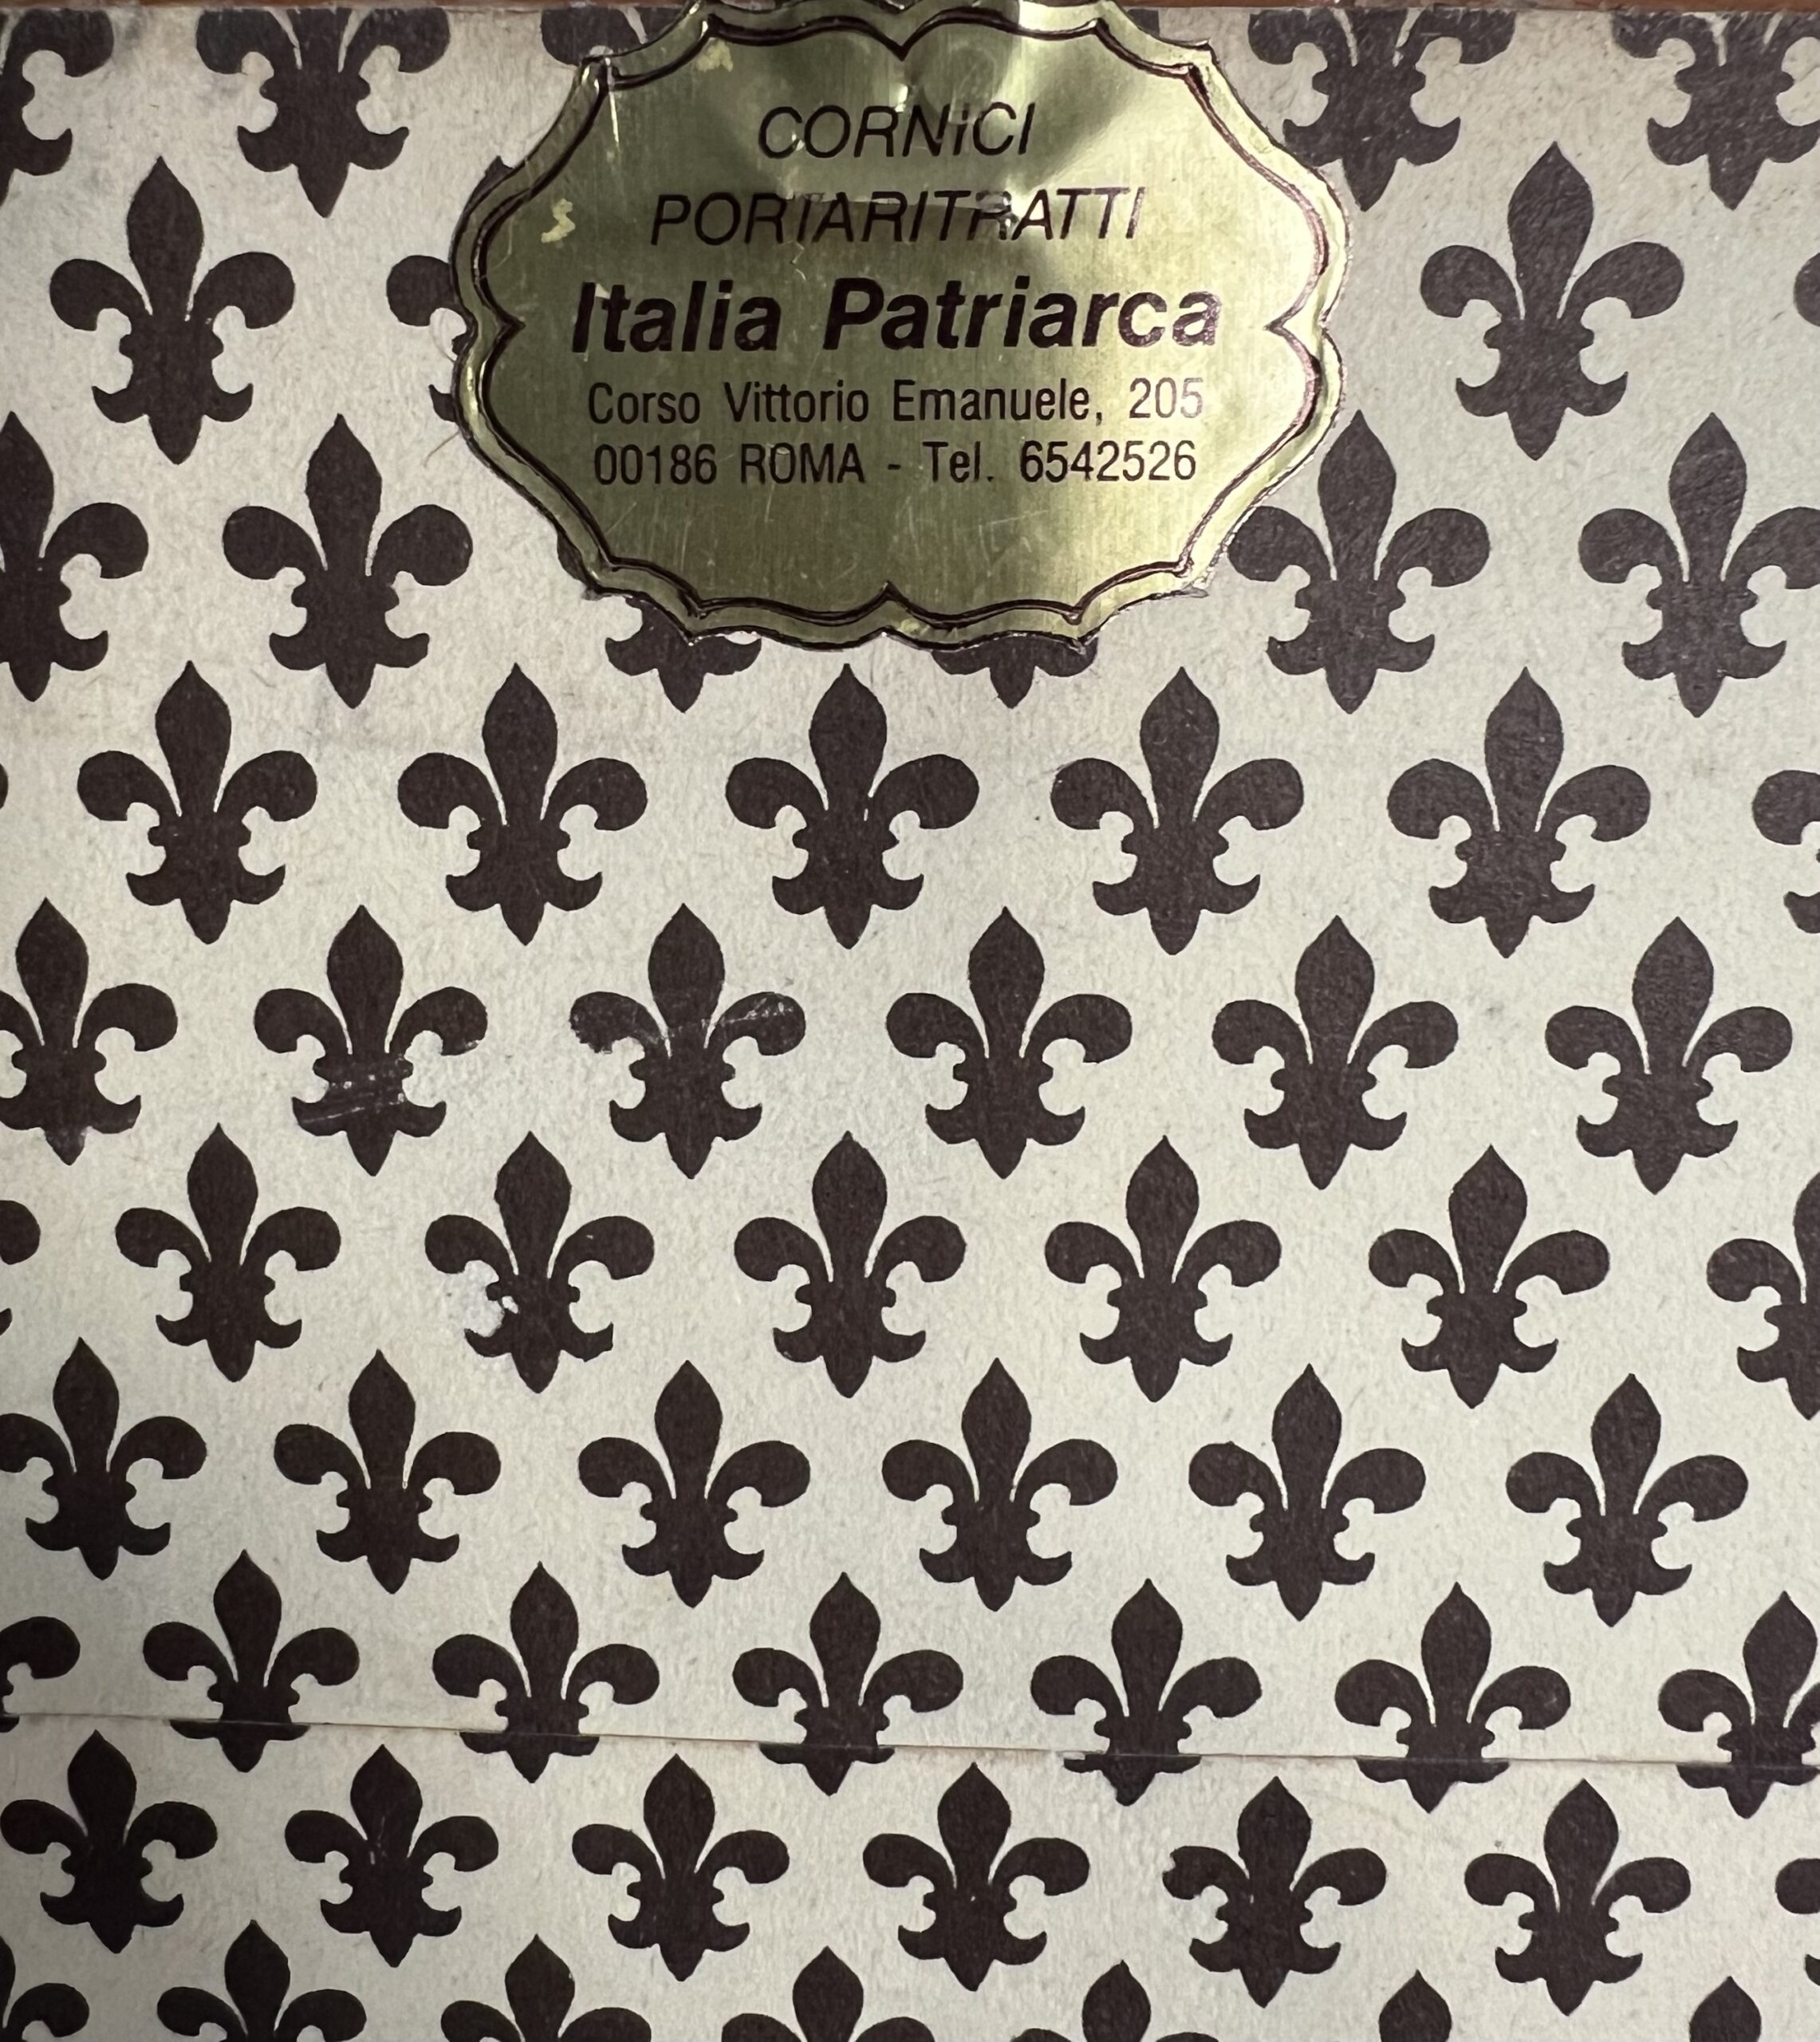 CORNICI
PORTARITRATTI
Italia Patriarca
Corso Vittorio Emanuele, 205
00186 ROMA - Tel. 6542526